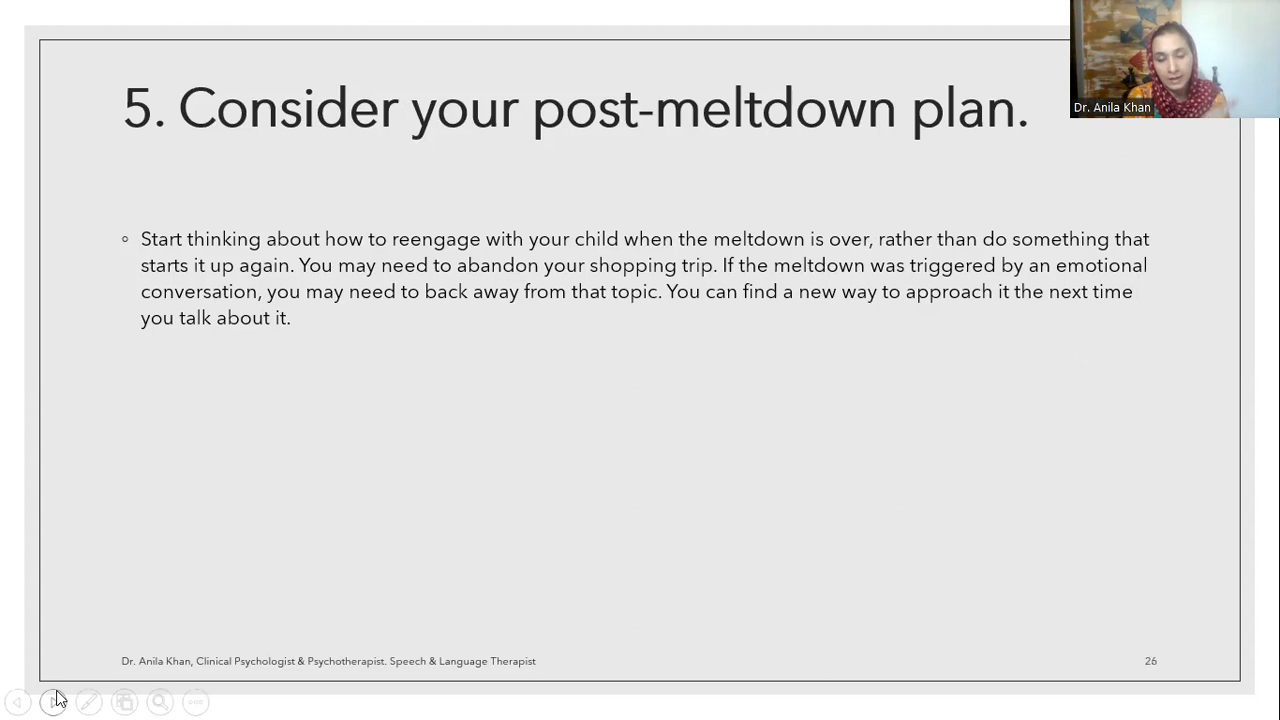 Dr. Anila Khan
5. Consider your post-meltdown plan.
Start thinking about how to reengage with your child when the meltdown is over, rather than do something that
starts it up again. You may need to abandon your shopping trip. If the meltdown was triggered by an emotional
conversation, you may need to back away from that topic. You can find a new way to approach it the next time
you talk about it.
Dr. Anila Khan, Clinical Psychologist & Psychotherapist. Speech & Language Therapist
26